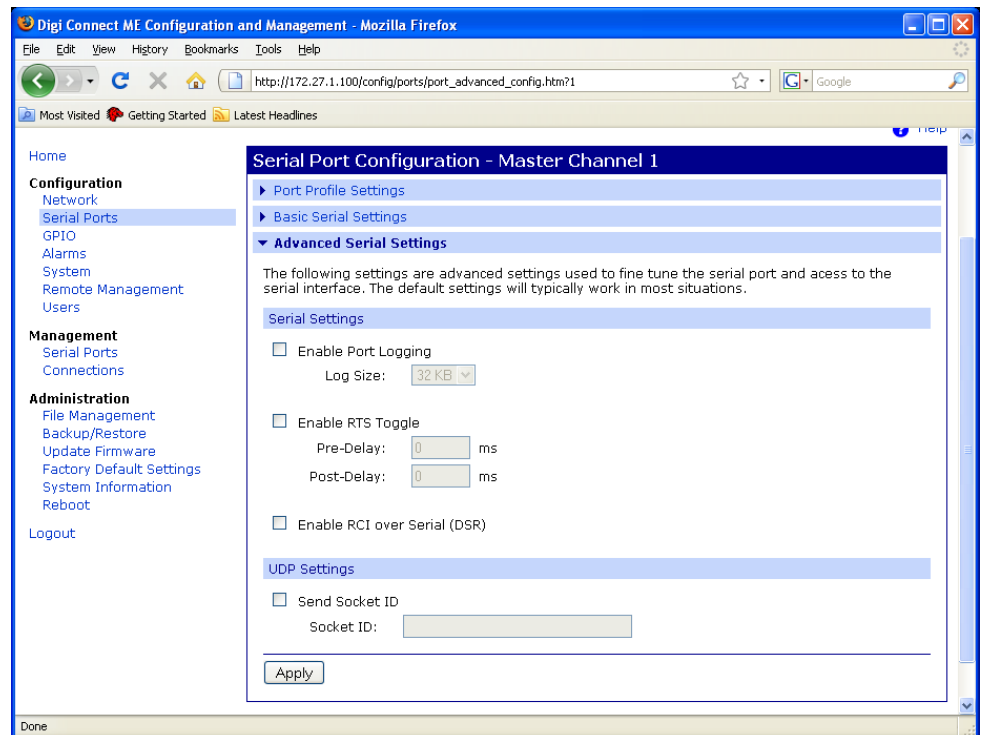 Digi Connect ME Configuration and Management - Mozilla Firefox
File Edit View History Bookmarks Tools Help
http://172.27.1.100/config/ports/port_advanced_config.htm?1
G Google
Most Visited Getting Started Latest Headlines
Help
Home
Configuration
Network
Serial Ports
GPIO
Alarms
System
Remote Management
Users
Management
Serial Ports
Connections
Administration
File Management
Backup/Restore
Update Firmware
Factory Default Settings
System Information
Reboot
Logout
Serial Port Configuration - Master Channel 1
Port Profile Settings
Basic Serial Settings
Advanced Serial Settings
The following settings are advanced settings used to fine tune the serial port and acess to the
serial interface. The default settings will typically work in most situations.
Serial Settings
Enable Port Logging
Log Size: 32 KB
Enable RTS Toggle
Pre-Delay: 0 ms
Post-Delay: 0 ms
Enable RCI over Serial (DSR)
UDP Settings
Send Socket ID
Socket ID:
Apply
Done